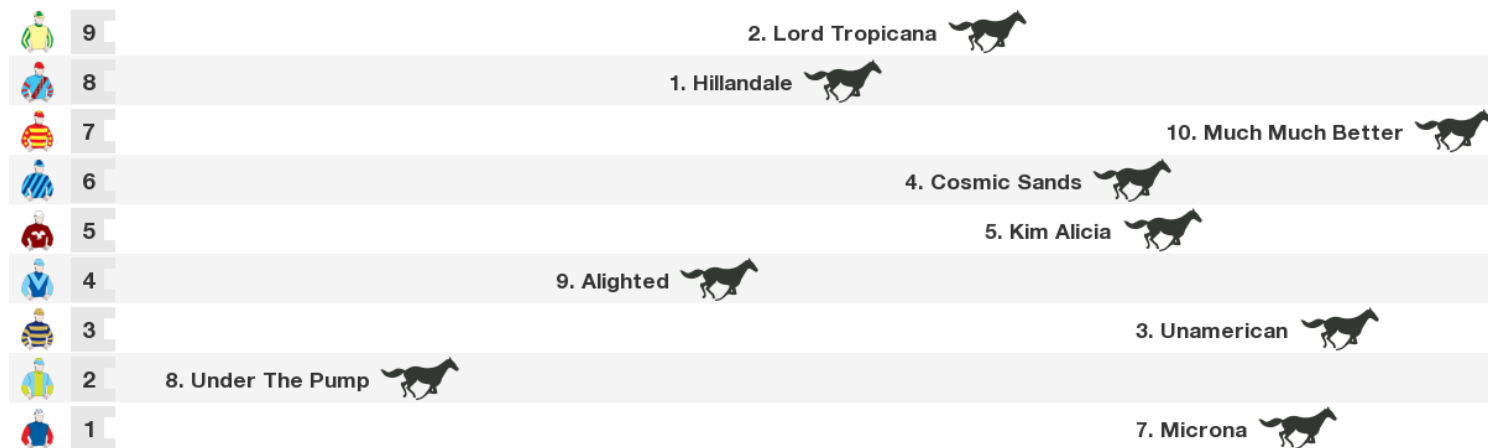 9 2. Lord Tropicana
8 1. Hillandale
7 10. Much Much Better
6 4. Cosmic Sands
5 5. Kim Alicia
4 9. Alighted
3 3. Unamerican
2 8. Under The Pump
1 7. Microna